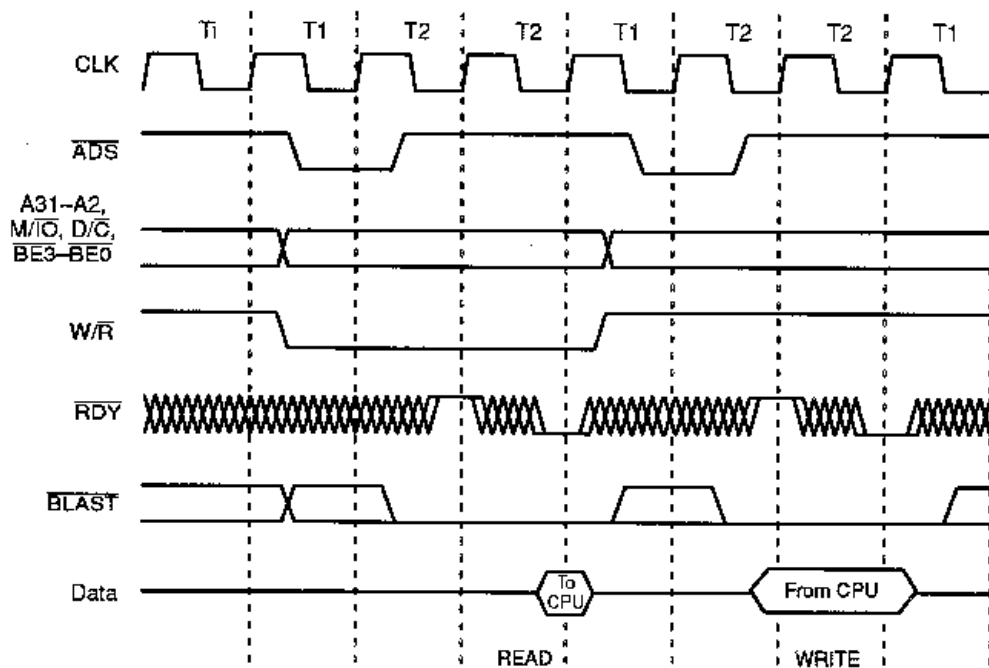 Ti T1 T2 T2 T1 T2 T2 T1
CLK
ADS
A31–A2,
M/IO, D/C,
BE3–BE0
W/R
RDY
BLAST
To
CPU
From CPU
Data
READ WRITE